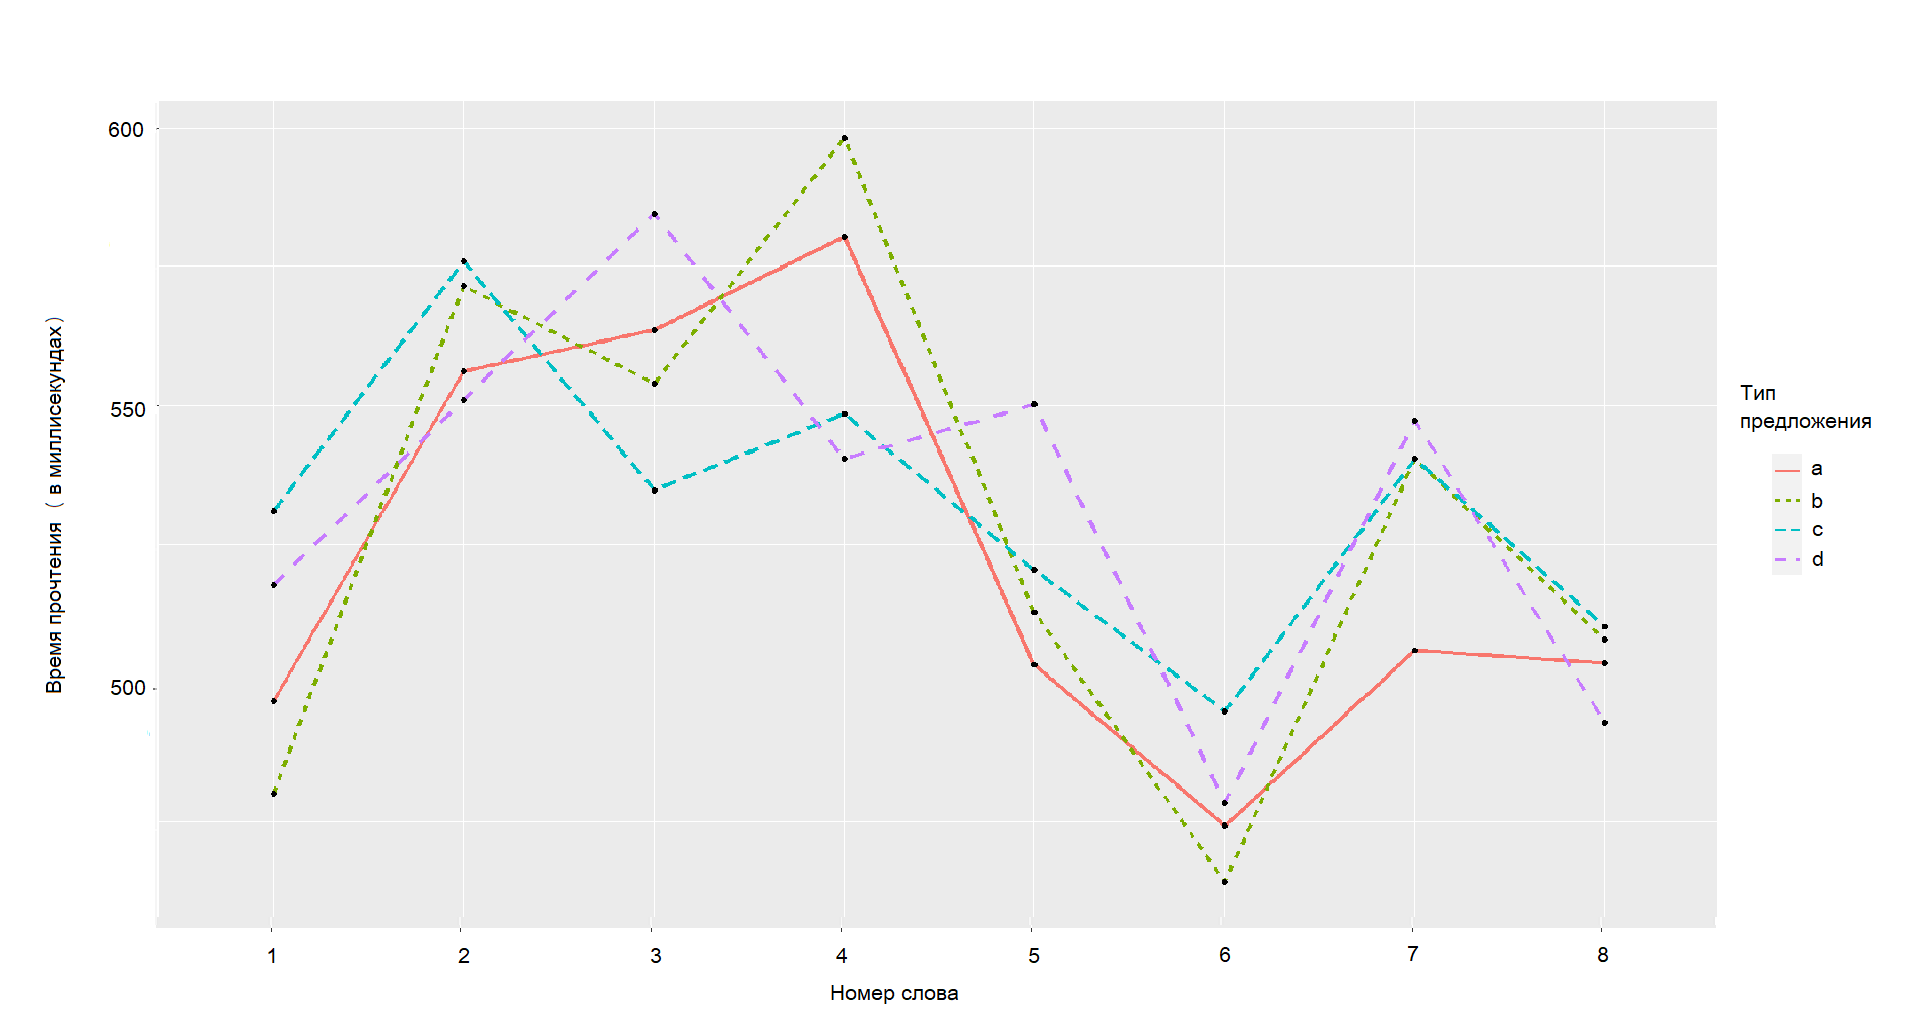 600
550
500
Время прочтения ( в миллисекундах)
1 2 3 4 5 6 7 8
Номер слова
Тип
предложения
a
b
c
d